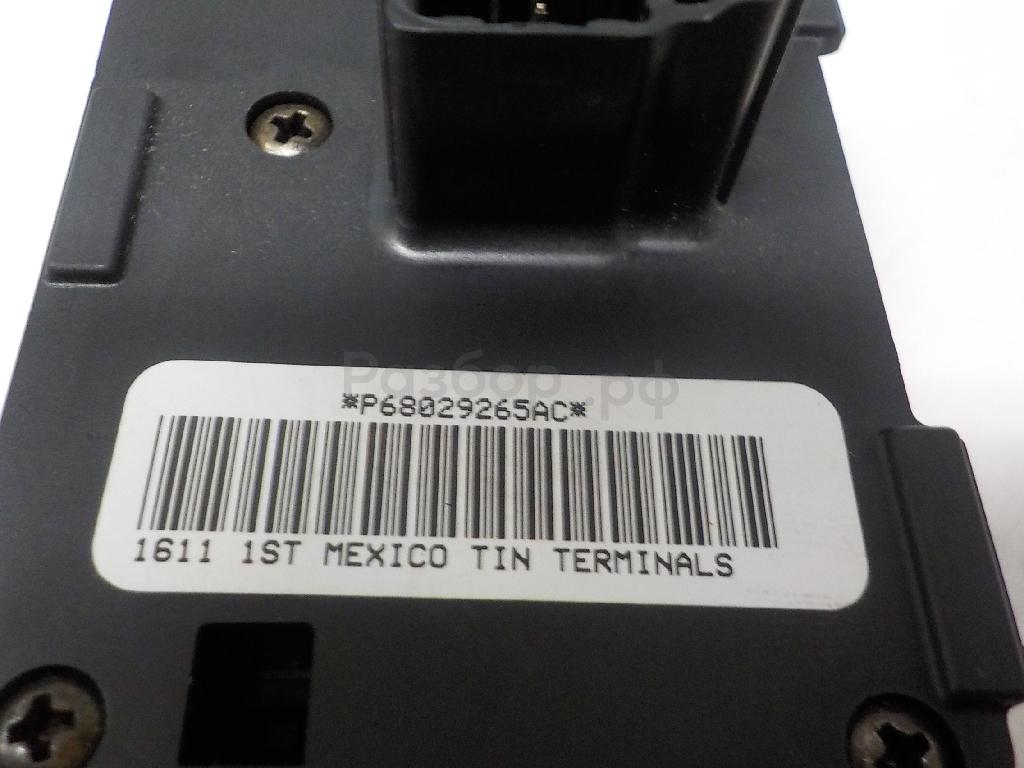 Разбор.рф
*P68029265AC*
1611 1ST MEXICO TIN TERMINALS